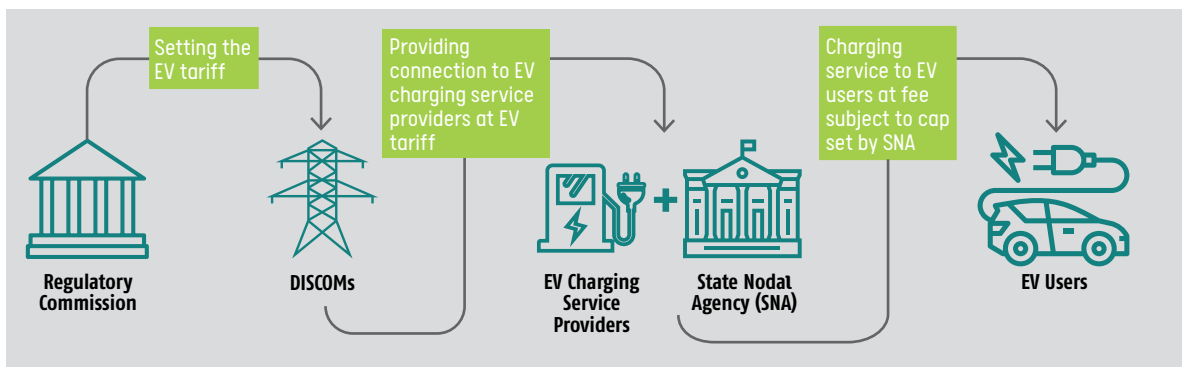 Setting the
EV tariff
Providing
connection to EV
charging service
providers at EV
tariff
Charging
service to EV
users at fee
subject to cap
set by SNA
Regulatory
Commission
DISCOMs
EV Charging
Service
Providers
State Nodal
Agency (SNA)
EV Users